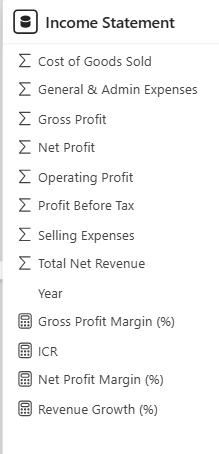 Income Statement
Cost of Goods Sold
General & Admin Expenses
Gross Profit
Net Profit
Operating Profit
Profit Before Tax
Selling Expenses
Total Net Revenue
Year
Gross Profit Margin (%)
ICR
Net Profit Margin (%)
Revenue Growth (%)